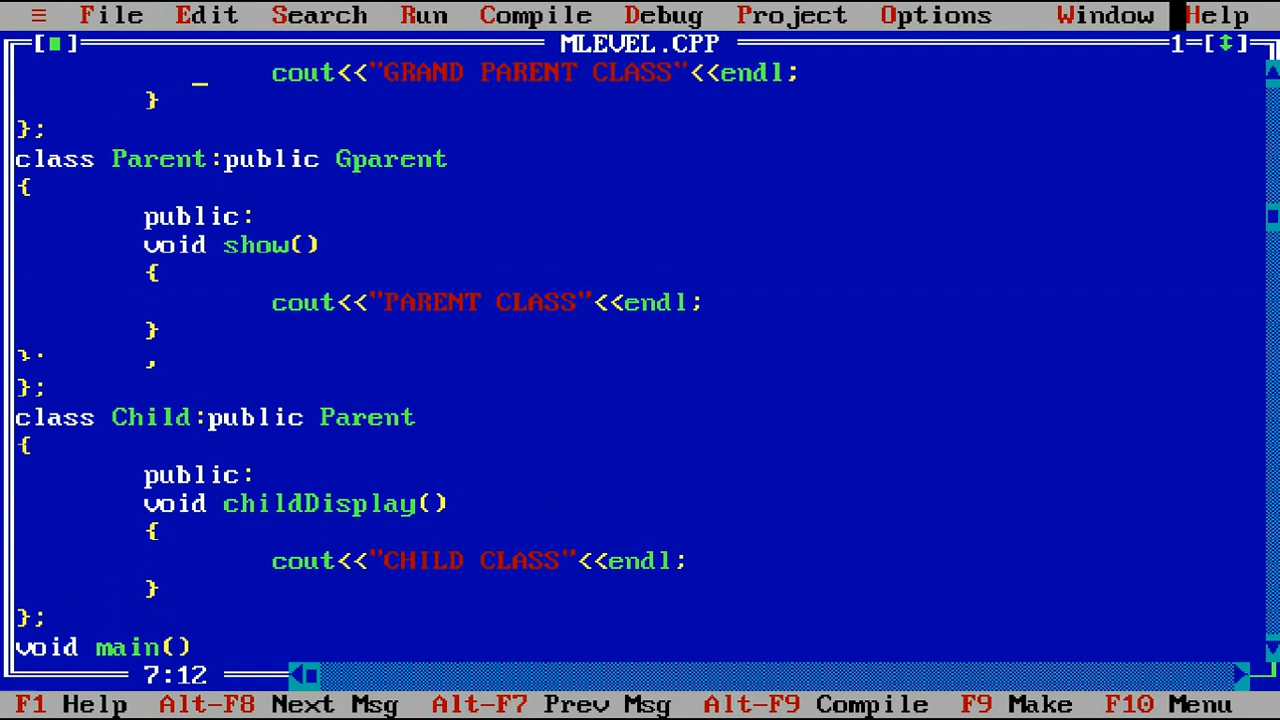 ≡ File Edit Search Run Compile Debug Project Options Window Help
[■] MLEVEL.CPP 1=[↕]
cout<<"GRAND PARENT CLASS"<<endl;
}
};
class Parent:public Gparent
{
public:
void show()
{
cout<<"PARENT CLASS"<<endl;
}
};
class Child:public Parent
{
public:
void childDisplay()
{
cout<<"CHILD CLASS"<<endl;
}
};
void main()
7:12
F1 Help Alt-F8 Next Msg Alt-F7 Prev Msg Alt-F9 Compile F9 Make F10 Menu